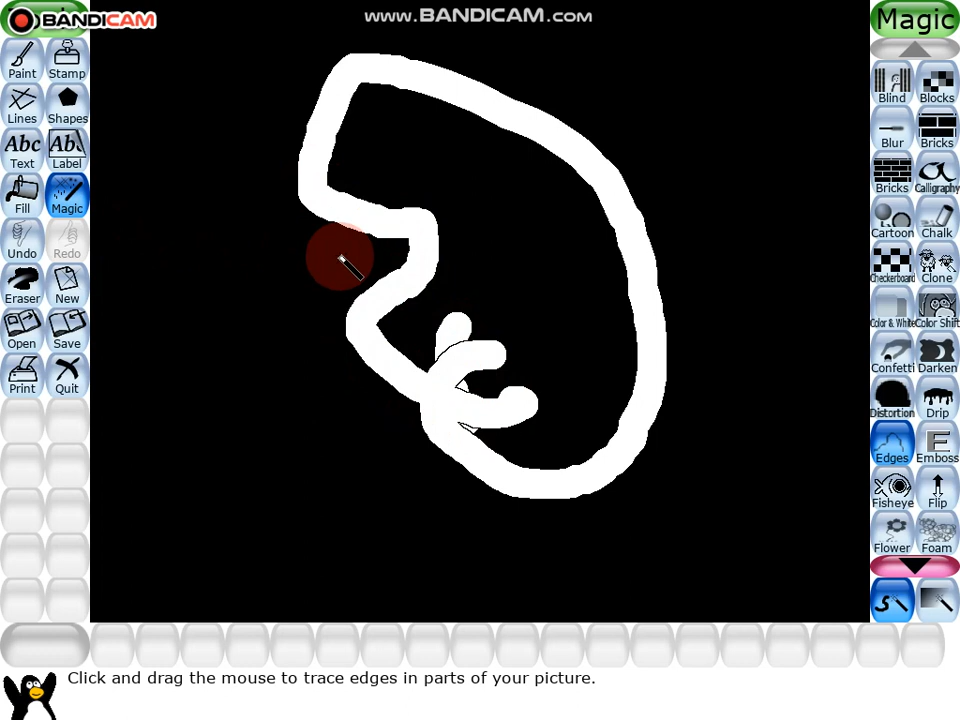 BANDICAM
www.BANDICAM.com
Magic
Paint
Stamp
Lines
Shapes
Abc
Text
Abc
Label
Fill
Magic
Undo
Redo
Eraser
New
Open
Save
Print
Quit
Blind
Blocks
Blur
Bricks
Bricks
Calligraphy
Cartoon
Chalk
Checkerboard
Clone
Color & White
Color Shift
Confetti
Darken
Distortion
Drip
Edges
E
Emboss
Fisheye
Flip
Flower
Foam
Click and drag the mouse to trace edges in parts of your picture.